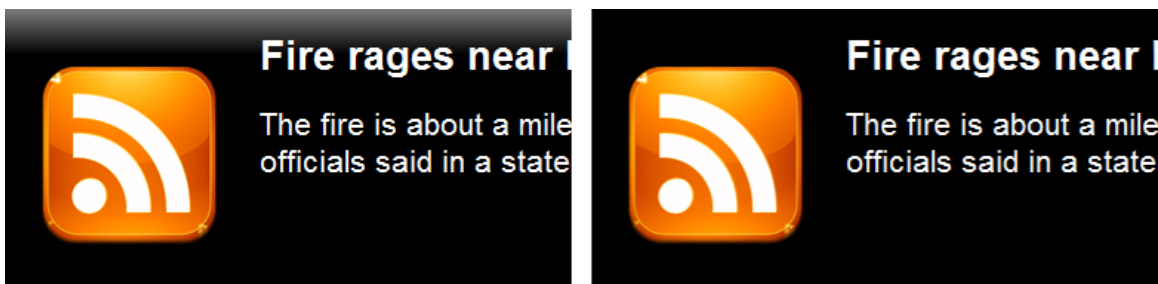 Fire rages near
The fire is about a mile
officials said in a state
Fire rages near
The fire is about a mile
officials said in a state